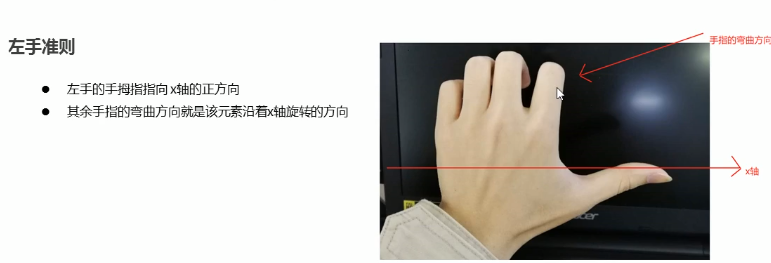 手指的弯曲方向
左手准则
左手的手拇指指向 x轴的正方向
其余手指的弯曲方向就是该元素沿着x轴旋转的方向
x轴
acer